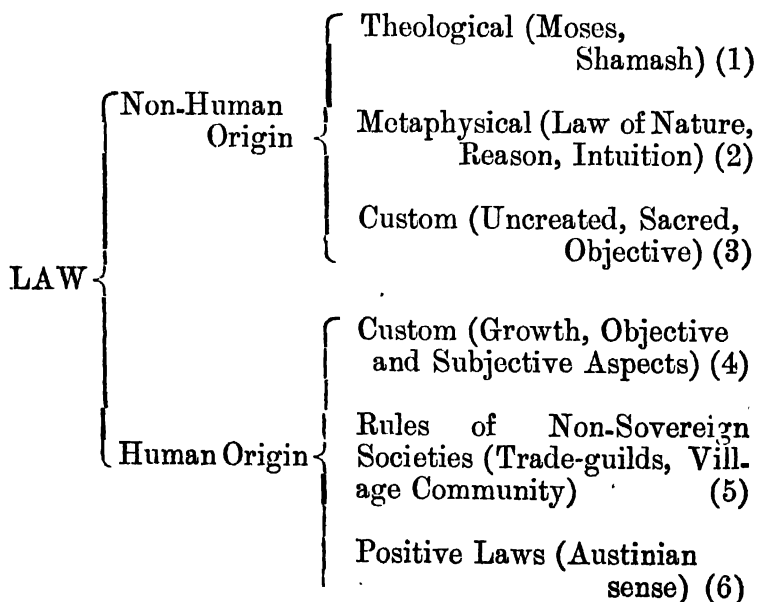 Theological (Moses,
Shamash) (1)
Non-Human
Origin
Metaphysical (Law of Nature,
Reason, Intuition) (2)
Custom (Uncreated, Sacred,
Objective) (3)
LAW
Custom (Growth, Objective
and Subjective Aspects) (4)
Human Origin
Rules of Non-Sovereign
Societies (Trade-guilds, Vill-
age Community) (5)
Positive Laws (Austinian
sense) (6)